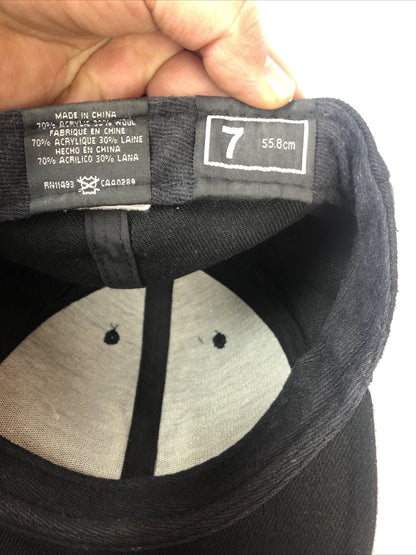 MADE IN CHINA
70% ACRYLIC 30% WOOL
FABRIQUE EN CHINE
70% ACRYLIQUE 30% LAINE
HECHO EN CHINA
70% ACRILICO 30% LANA
RN11493 CA40289
7 55.8cm